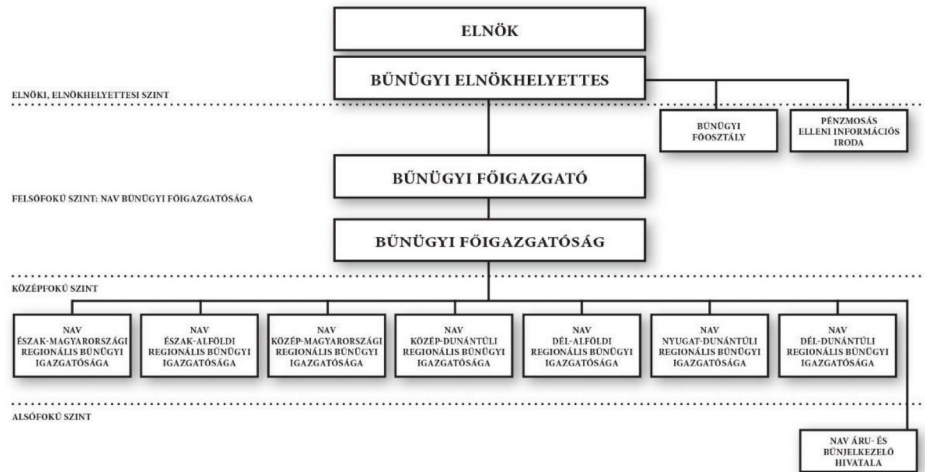 ELNÖK
BŰNÜGYI ELNÖKHELYETTES
ELNÖKI, ELNÖKHELYETTESI SZINT
BŰNÜGYI
FŐOSZTÁLY
PÉNZMOSÁS
ELLENI INFORMÁCIÓS
IRODA
BŰNÜGYI FŐIGAZGATÓ
FELSŐFOKÚ SZINT: NAV BŰNÜGYI FŐIGAZGATÓSÁGA
BŰNÜGYI FŐIGAZGATÓSÁG
KÖZÉPFOKÚ SZINT
NAV
ÉSZAK-MAGYARORSZÁGI
REGIONÁLIS BŰNÜGYI
IGAZGATÓSÁGA
NAV
ÉSZAK-ALFÖLDI
REGIONÁLIS BŰNÜGYI
IGAZGATÓSÁGA
NAV
KÖZÉP-MAGYARORSZÁGI
REGIONÁLIS BŰNÜGYI
IGAZGATÓSÁGA
NAV
KÖZÉP-DUNÁNTÚLI
REGIONÁLIS BŰNÜGYI
IGAZGATÓSÁGA
NAV
DÉL-ALFÖLDI
REGIONÁLIS BŰNÜGYI
IGAZGATÓSÁGA
NAV
NYUGAT-DUNÁNTÚLI
REGIONÁLIS BŰNÜGYI
IGAZGATÓSÁGA
NAV
DÉL-DUNÁNTÚLI
REGIONÁLIS BŰNÜGYI
IGAZGATÓSÁGA
ALSÓFOKÚ SZINT
NAV ÁRU- ÉS
BŰNJELKEZELŐ
HIVATALA